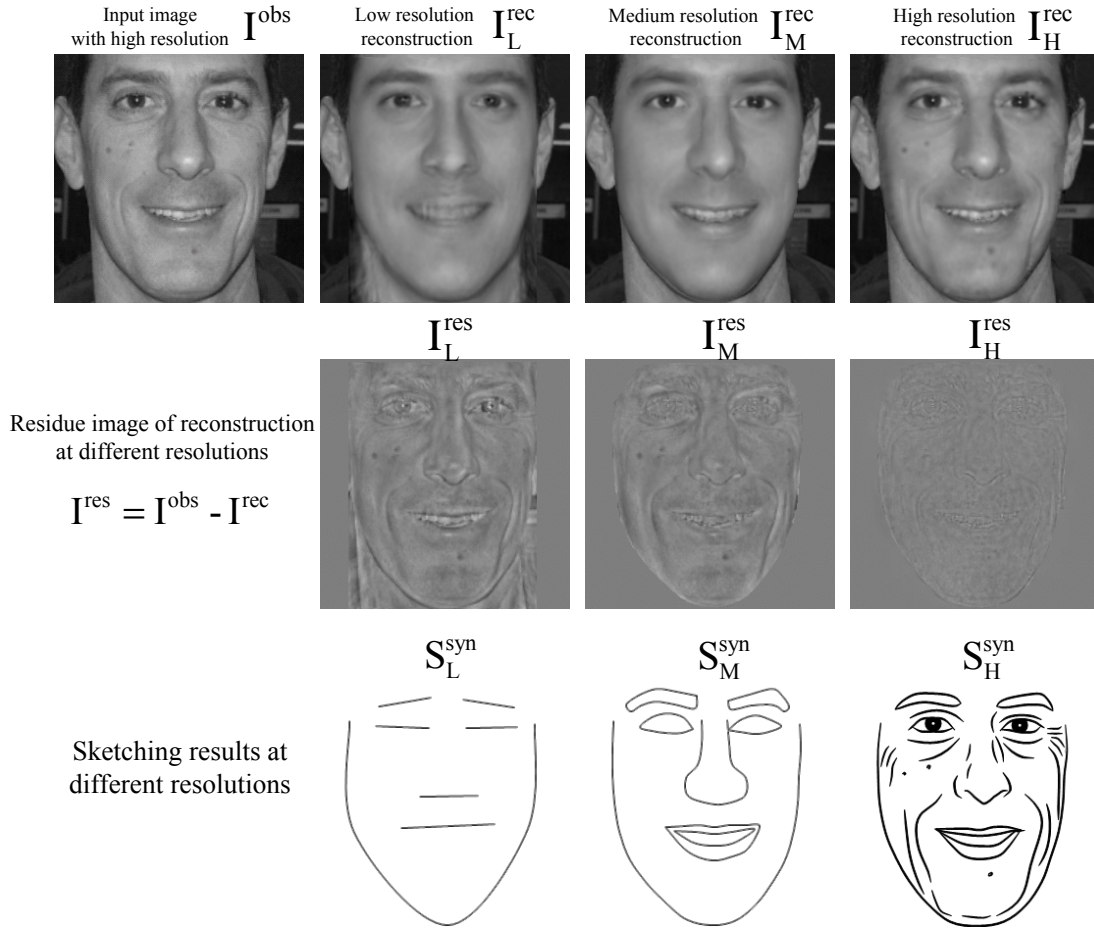 Input image
with high resolution I^obs
Low resolution
reconstruction I_L^rec
Medium resolution
reconstruction I_M^rec
High resolution
reconstruction I_H^rec
I_L^res
I_M^res
I_H^res
Residue image of reconstruction
at different resolutions
I^res = I^obs - I^rec
S_L^syn
S_M^syn
S_H^syn
Sketching results at
different resolutions